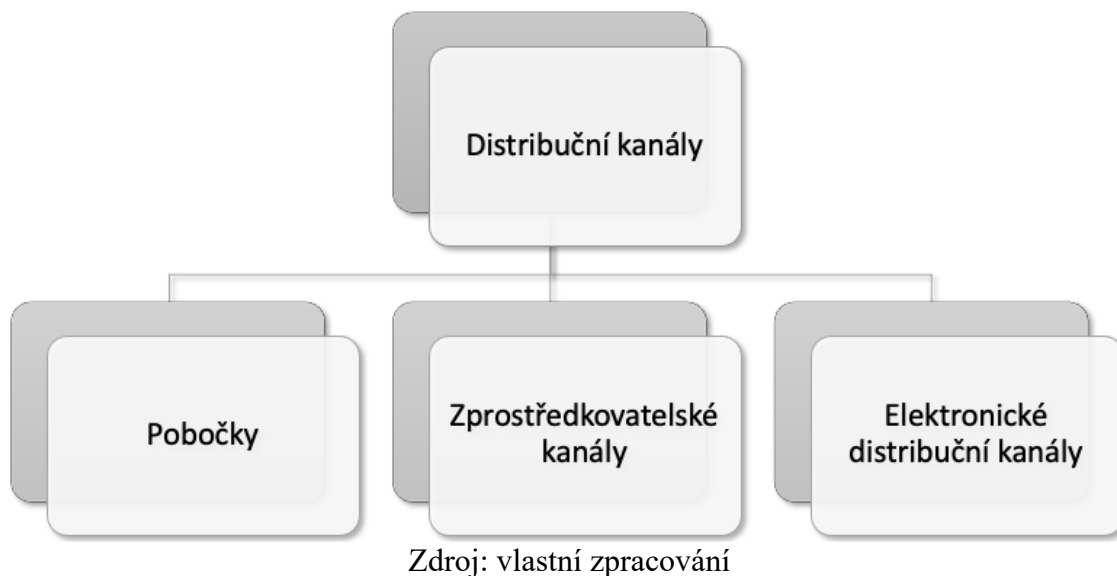 Distribuční kanály
Pobočky
Zprostředkovatelské
kanály
Elektronické
distribuční kanály
Zdroj: vlastní zpracování